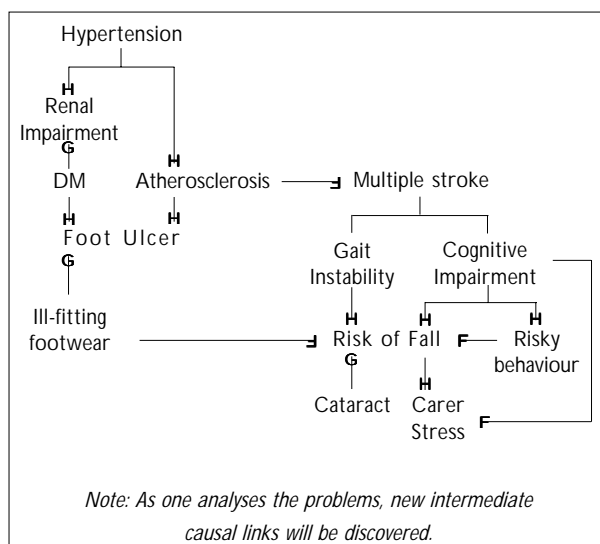 Hypertension
Renal
Impairment
DM
Atherosclerosis
Multiple stroke
Foot Ulcer
Gait
Instability
Cognitive
Impairment
Ill-fitting
footwear
Risk of Fall
Risky
behaviour
Cataract
Carer
Stress
Note: As one analyses the problems, new intermediate
causal links will be discovered.